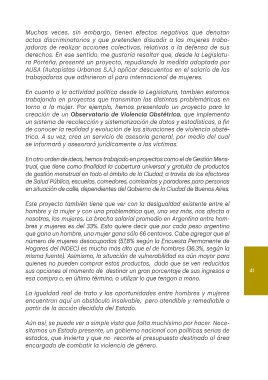 Muchas veces, sin embargo, tienen efectos negativos que denotan
actos discriminatorios y que pretenden disuadir a las mujeres traba-
jadoras de realizar acciones colectivas, relativas a la defensa de sus
derechos. En ese sentido, me gustaría resaltar que, desde la Legislatu-
ra Porteña, presenté un proyecto, repudiando la medida adoptada por
AUSA (Autopistas Urbanas S.A.) aplicar descuentos en el salario de las
trabajadoras que adhirieron al paro internacional de mujeres.
En cuanto a la actividad política desde la Legislatura, también estamos
trabajando en proyectos que transmitan las distintas problemáticas en
torno a la mujer. Por ejemplo, hemos presentado un proyecto para la
creación de un Observatorio de Violencia Obstétrica, que implementa
un sistema de recolección y sistematización de datos y estadísticas, a fin
de conocer la realidad y evolución de las situaciones de violencia obsté-
trica. A su vez, crea un servicio de asesoría general, por medio del cual
se informará y asesorará jurídicamente a las víctimas.
En otro orden de ideas, hemos trabajado en proyectos como el de Gestión Mens-
trual, que tiene como finalidad la cobertura universal y gratuita de productos
de gestión menstrual en todo el ámbito de la Ciudad, a través de los efectores
de Salud Pública, escuelas, comedores, comisarías y paradores para personas
en situación de calle, dependientes del Gobierno de la Ciudad de Buenos Aires.
Este proyecto también tiene que ver con la desigualdad existente entre el
hombre y la mujer y con una problemática que, una vez más, nos afecta a
nosotras, las mujeres. La brecha salarial promedio en Argentina entre hom-
bres y mujeres es del 33%. Esto quiere decir que por cada peso argentino
que gana un hombre, una mujer gana sólo 66 centavos. Cabe agregar que el
número de mujeres desocupadas (57,8% según la Encuesta Permanente de
Hogares del INDEC) es mucho más alto que el de hombres (36,3%, según la
misma fuente). Asimismo, la situación de vulnerabilidad es aún mayor para
quienes no pueden comprar estos productos, dado que se ven reducidas
sus opciones al momento de destinar un gran porcentaje de sus ingresos a
esa compra o, en último término, a utilizar lo que tengan a mano.
41
La igualdad real de trato y las oportunidades entre hombres y mujeres
encuentran aquí un obstáculo insalvable, pero atendible y remediable a
partir de la acción decidida del Estado.
Aún así, se puede ver a simple vista que falta muchísimo por hacer. Nece-
sitamos un Estado presente, un gobierno nacional con políticas serias de
estados, que invierta y que no recorte el presupuesto destinado al área
encargada de combatir la violencia de género.